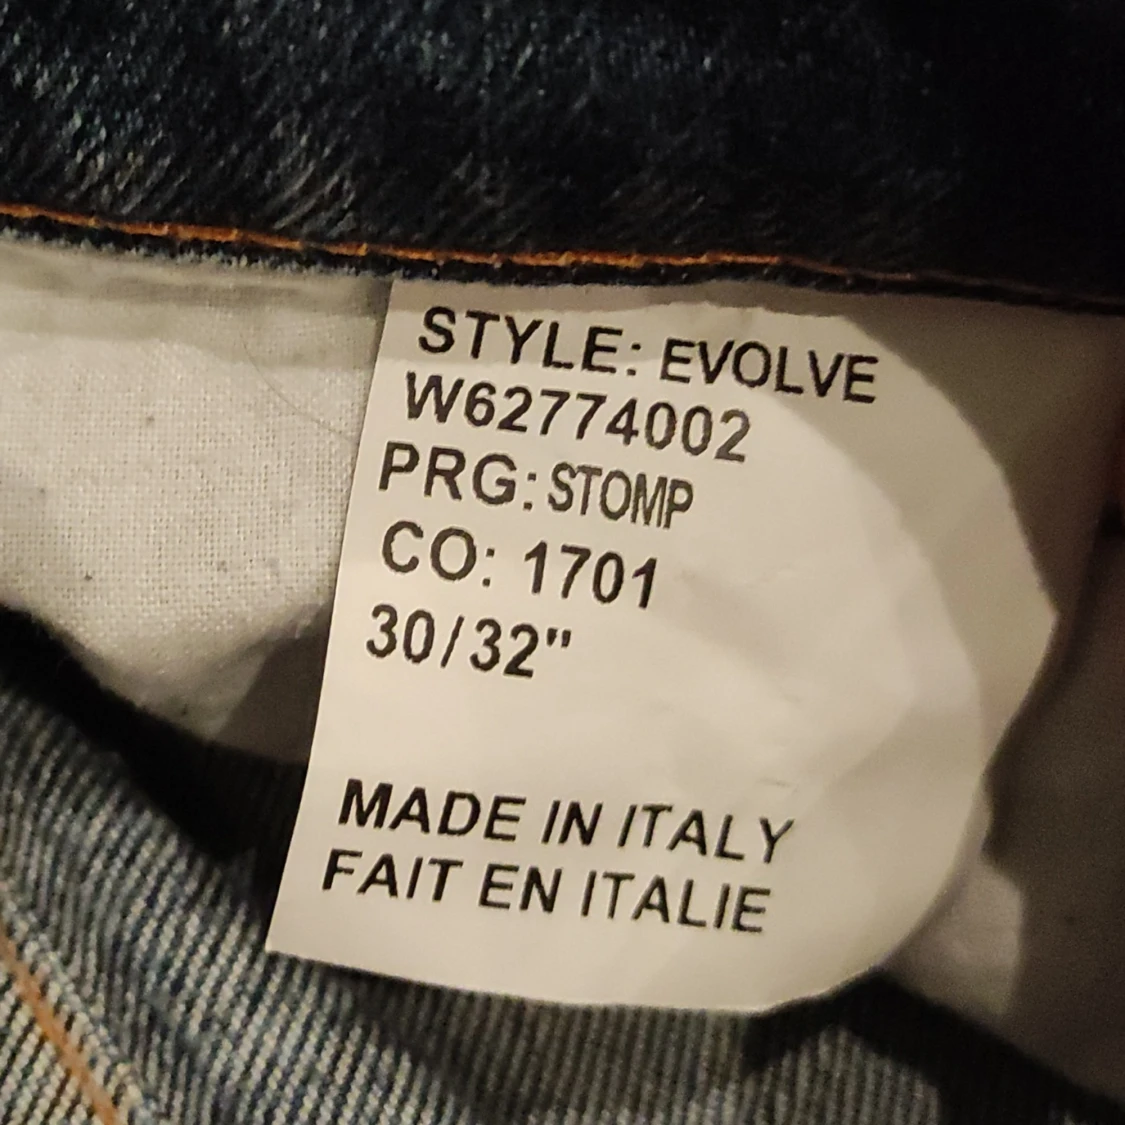 STYLE: EVOLVE
W62774002
PRG: STOMP
CO: 1701
30/32"
MADE IN ITALY
FAIT EN ITALIE